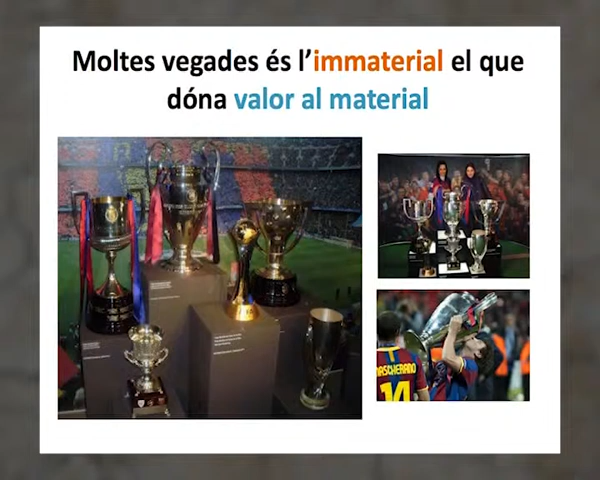 Moltes vegades és l'immaterial el que
dóna valor al material
MASCHERANO
14